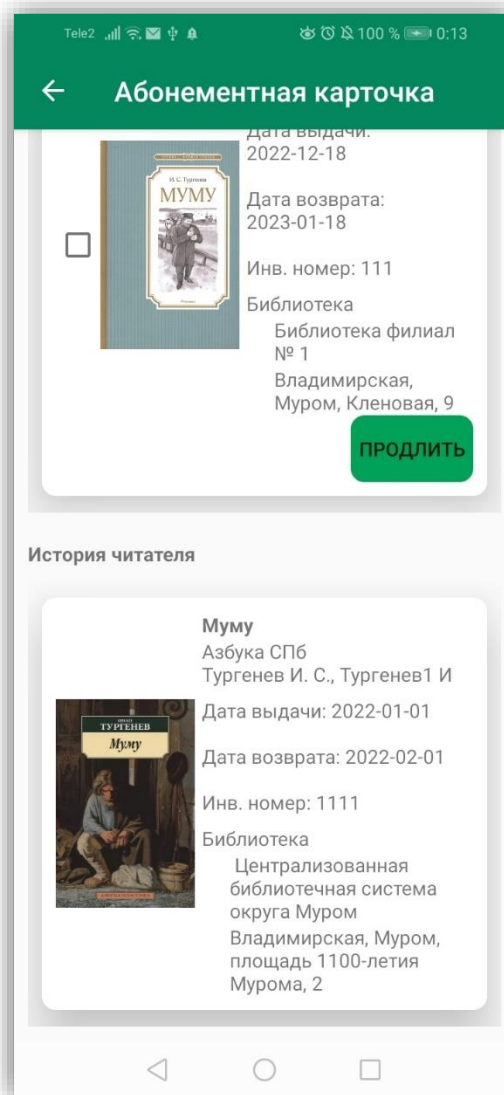 Tele2 100 % 0:13
Абонементная карточка
Дата выдачи:
2022-12-18
И. С. Тургенев
МУМУ
Дата возврата:
2023-01-18
Инв. номер: 111
Библиотека
Библиотека филиал
№ 1
Владимирская,
Муром, Кленовая, 9
ПРОДЛИТЬ
История читателя
Муму
Азбука СПб
Тургенев И. С., Тургенев1 И
ИВАН
ТУРГЕНЕВ
Муму
Дата выдачи: 2022-01-01
Дата возврата: 2022-02-01
Инв. номер: 1111
Библиотека
Централизованная
библиотечная система
округа Муром
Владимирская, Муром,
площадь 1100-летия
Мурома, 2